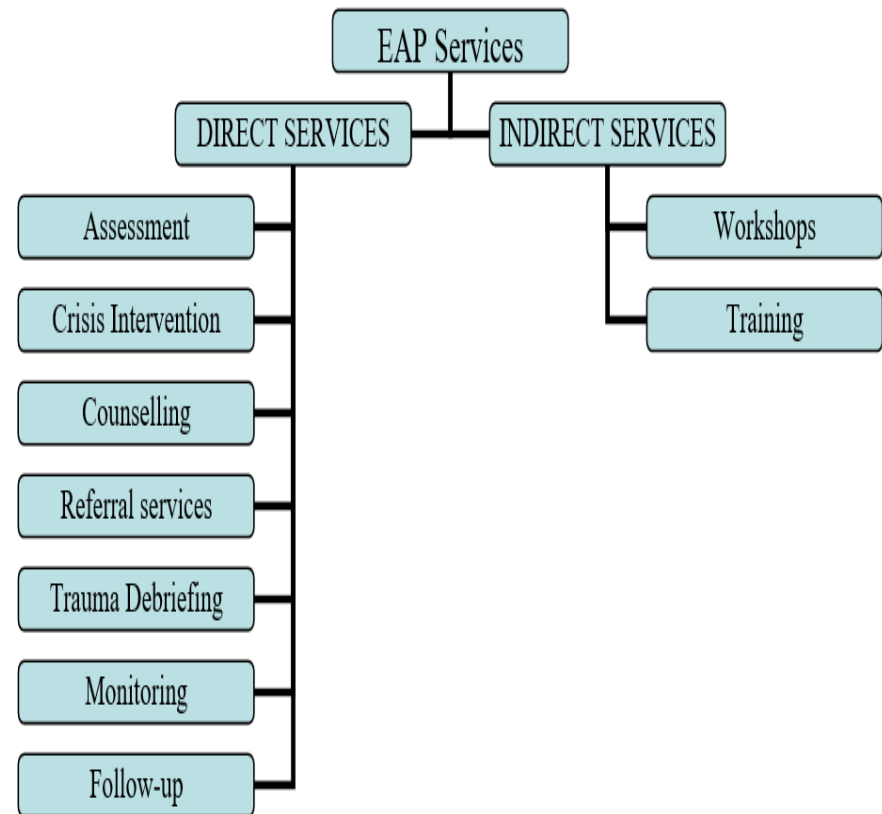 EAP Services
DIRECT SERVICES
INDIRECT SERVICES
Assessment
Crisis Intervention
Counselling
Referral services
Trauma Debriefing
Monitoring
Follow-up
Workshops
Training